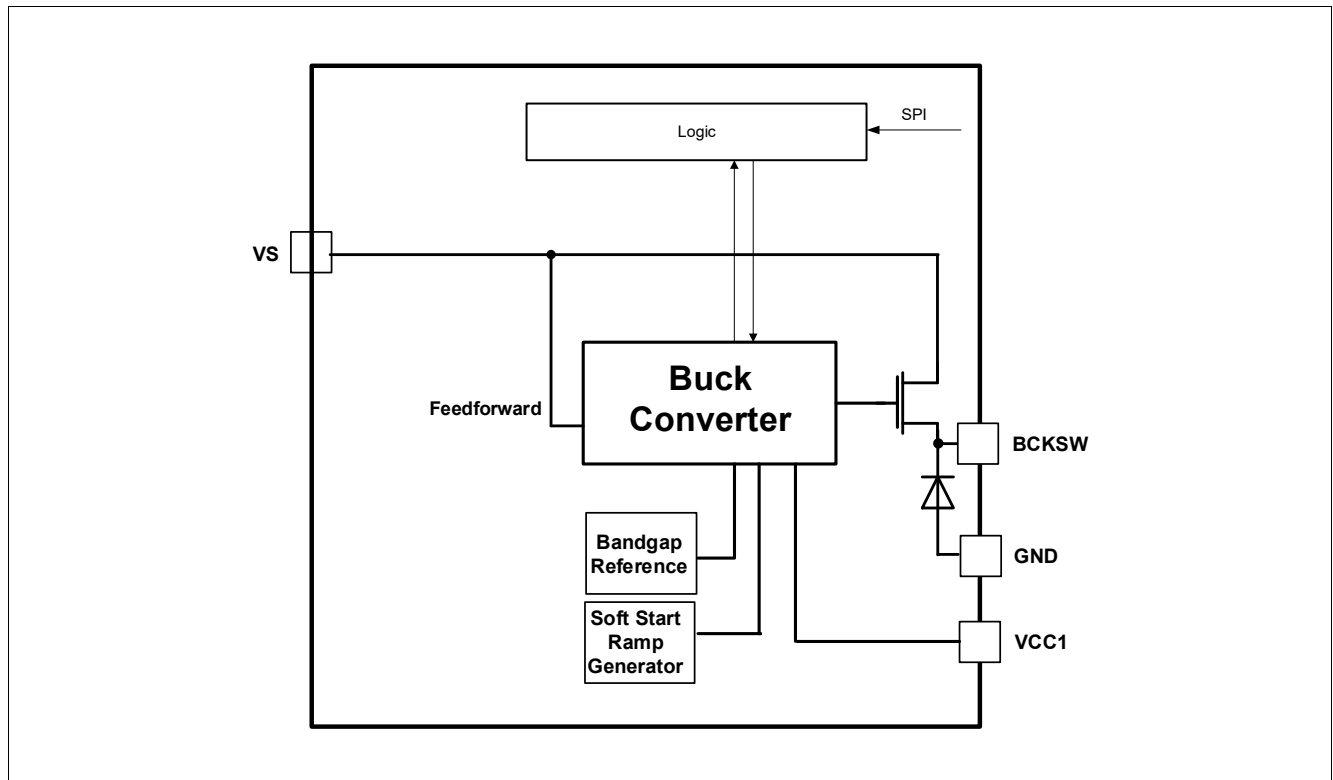 SPI
Logic
VS
Buck
Converter
Feedforward
BCKSW
Bandgap
Reference
GND
Soft Start
Ramp
Generator
VCC1